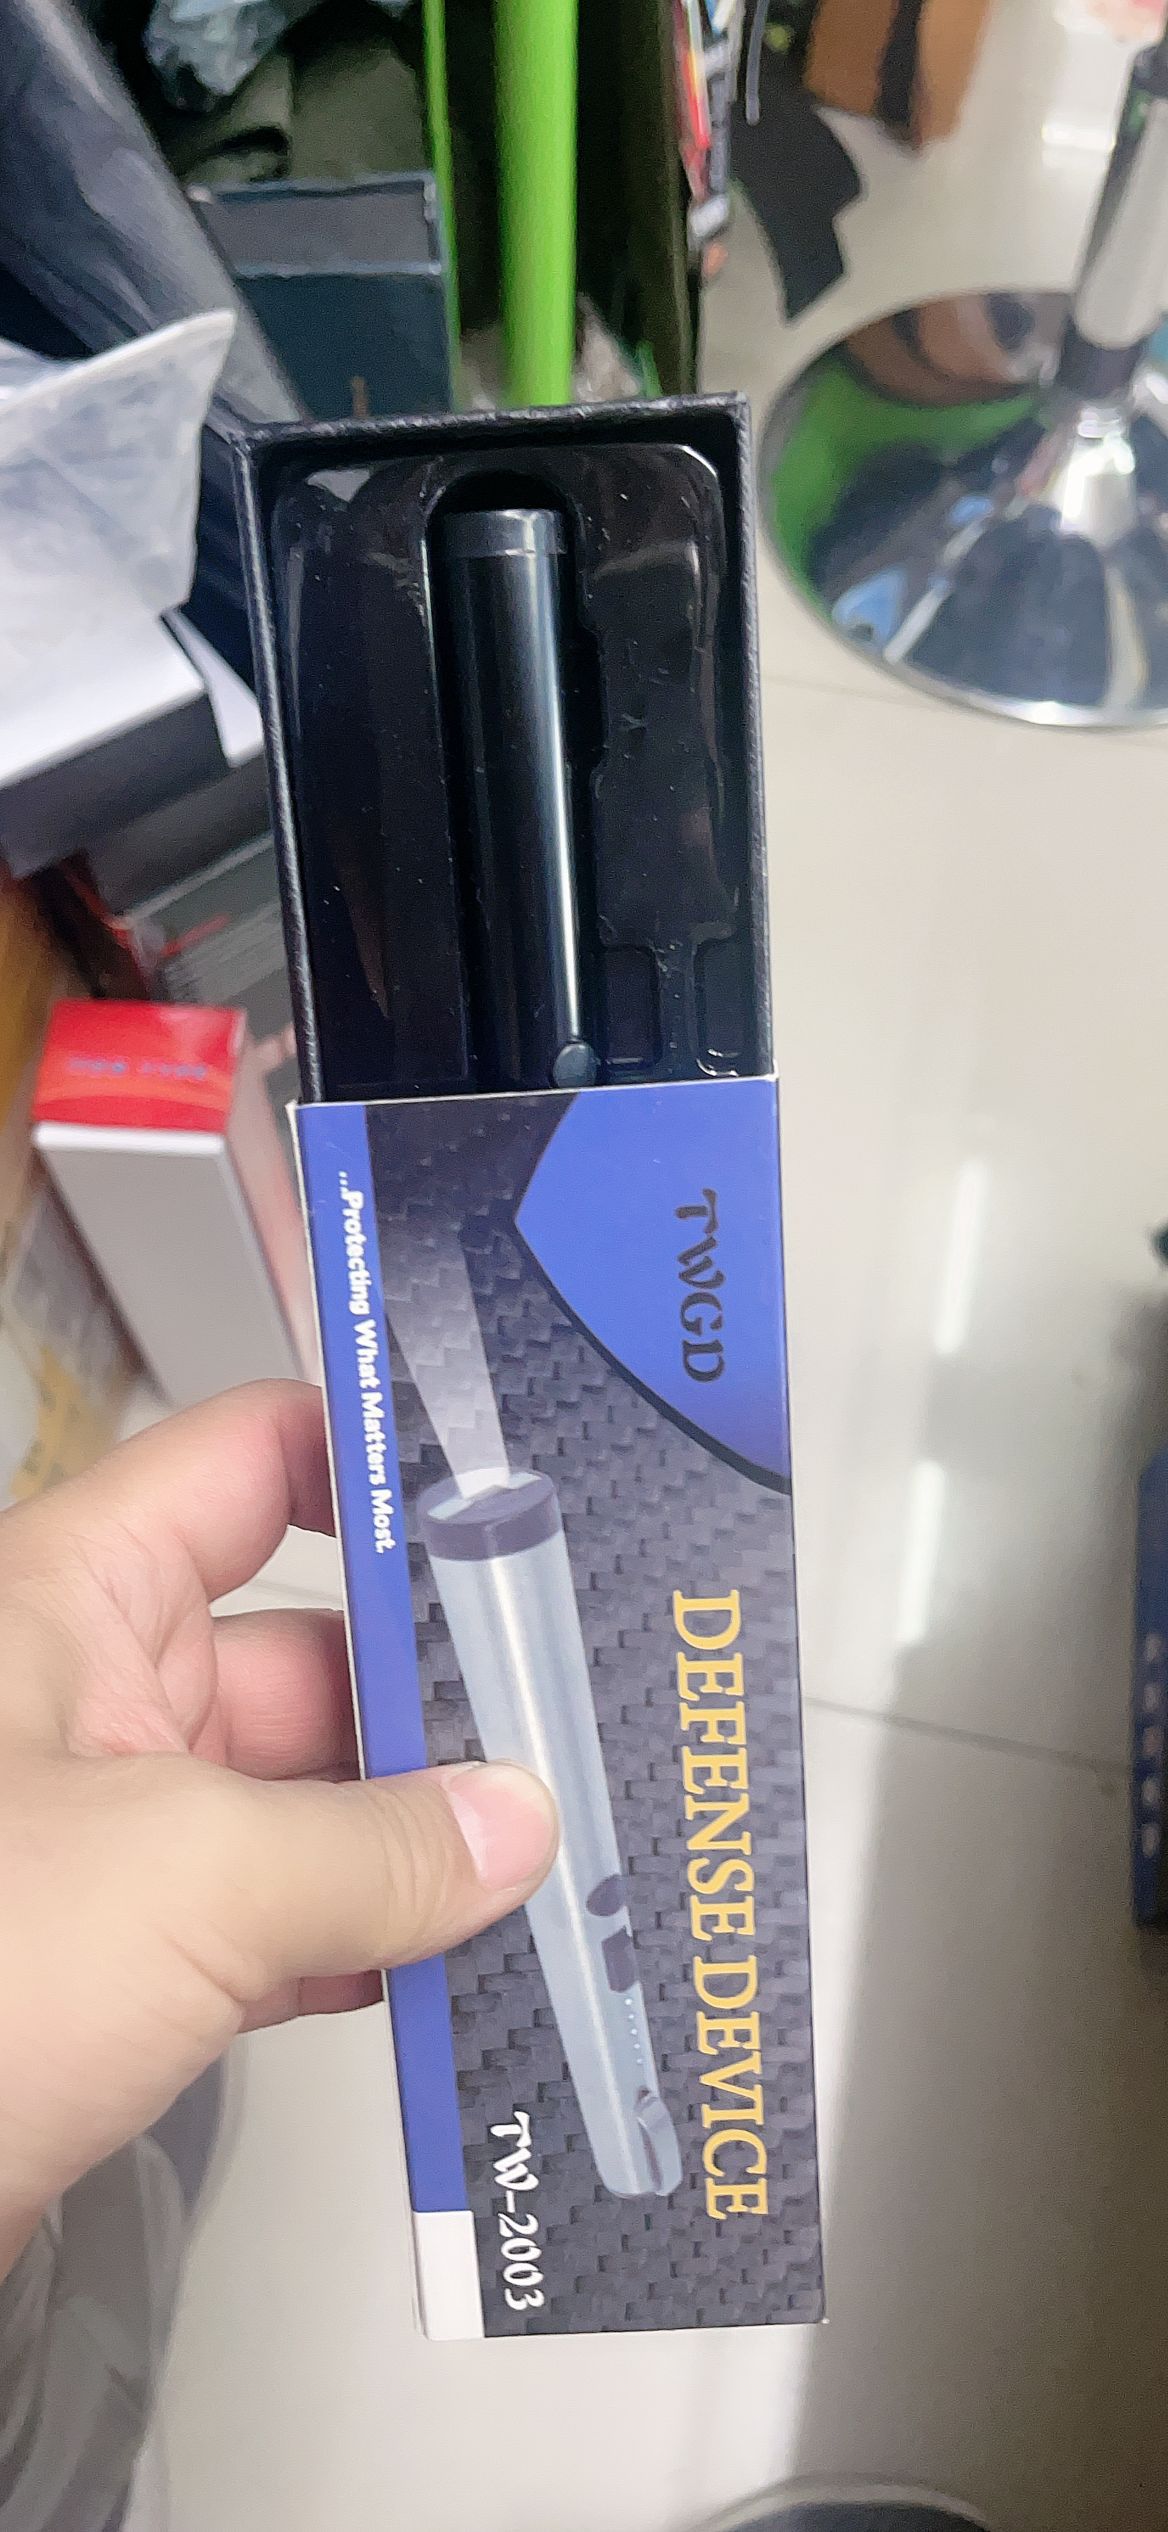 TWGD
DEFENSE DEVICE
...Protecting What Matters Most.
TW-2003